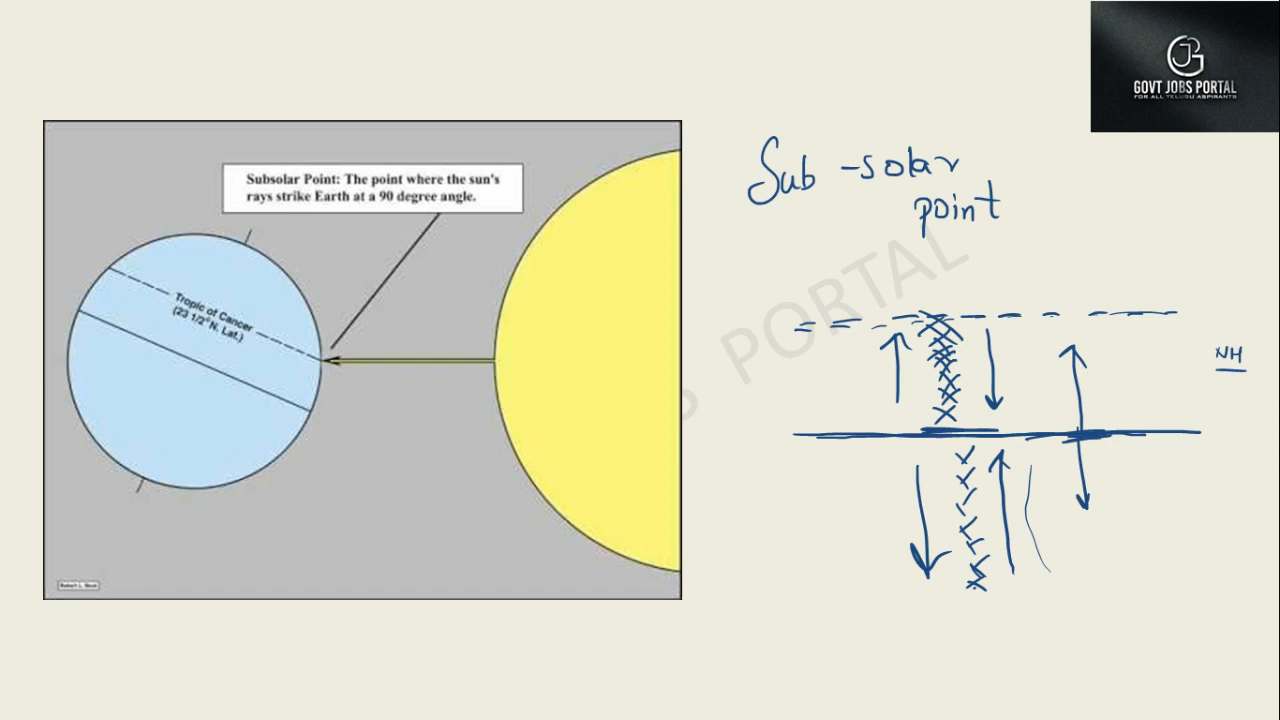 GOVT JOBS PORTAL
FOR ALL TELUGU ASPIRANTS
Subsolar Point: The point where the sun's
rays strike Earth at a 90 degree angle.
Tropic of Cancer
(23 1/2° N. Lat.)
Sub -solar
point
S PORTAL
NH